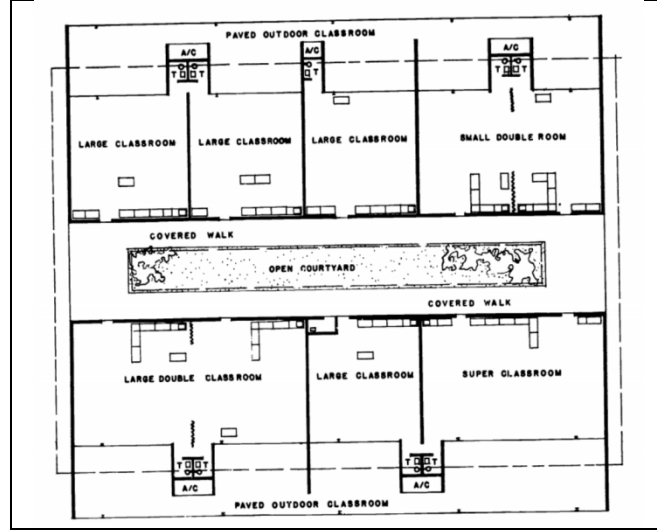 PAVED OUTDOOR CLASSROOM
A/C
A/C
A/C
T T
T
T T
LARGE CLASSROOM
LARGE CLASSROOM
LARGE CLASSROOM
SMALL DOUBLE ROOM
COVERED WALK
OPEN COURTYARD
COVERED WALK
LARGE DOUBLE CLASSROOM
LARGE CLASSROOM
SUPER CLASSROOM
T T
T T
A/C
A/C
PAVED OUTDOOR CLASSROOM